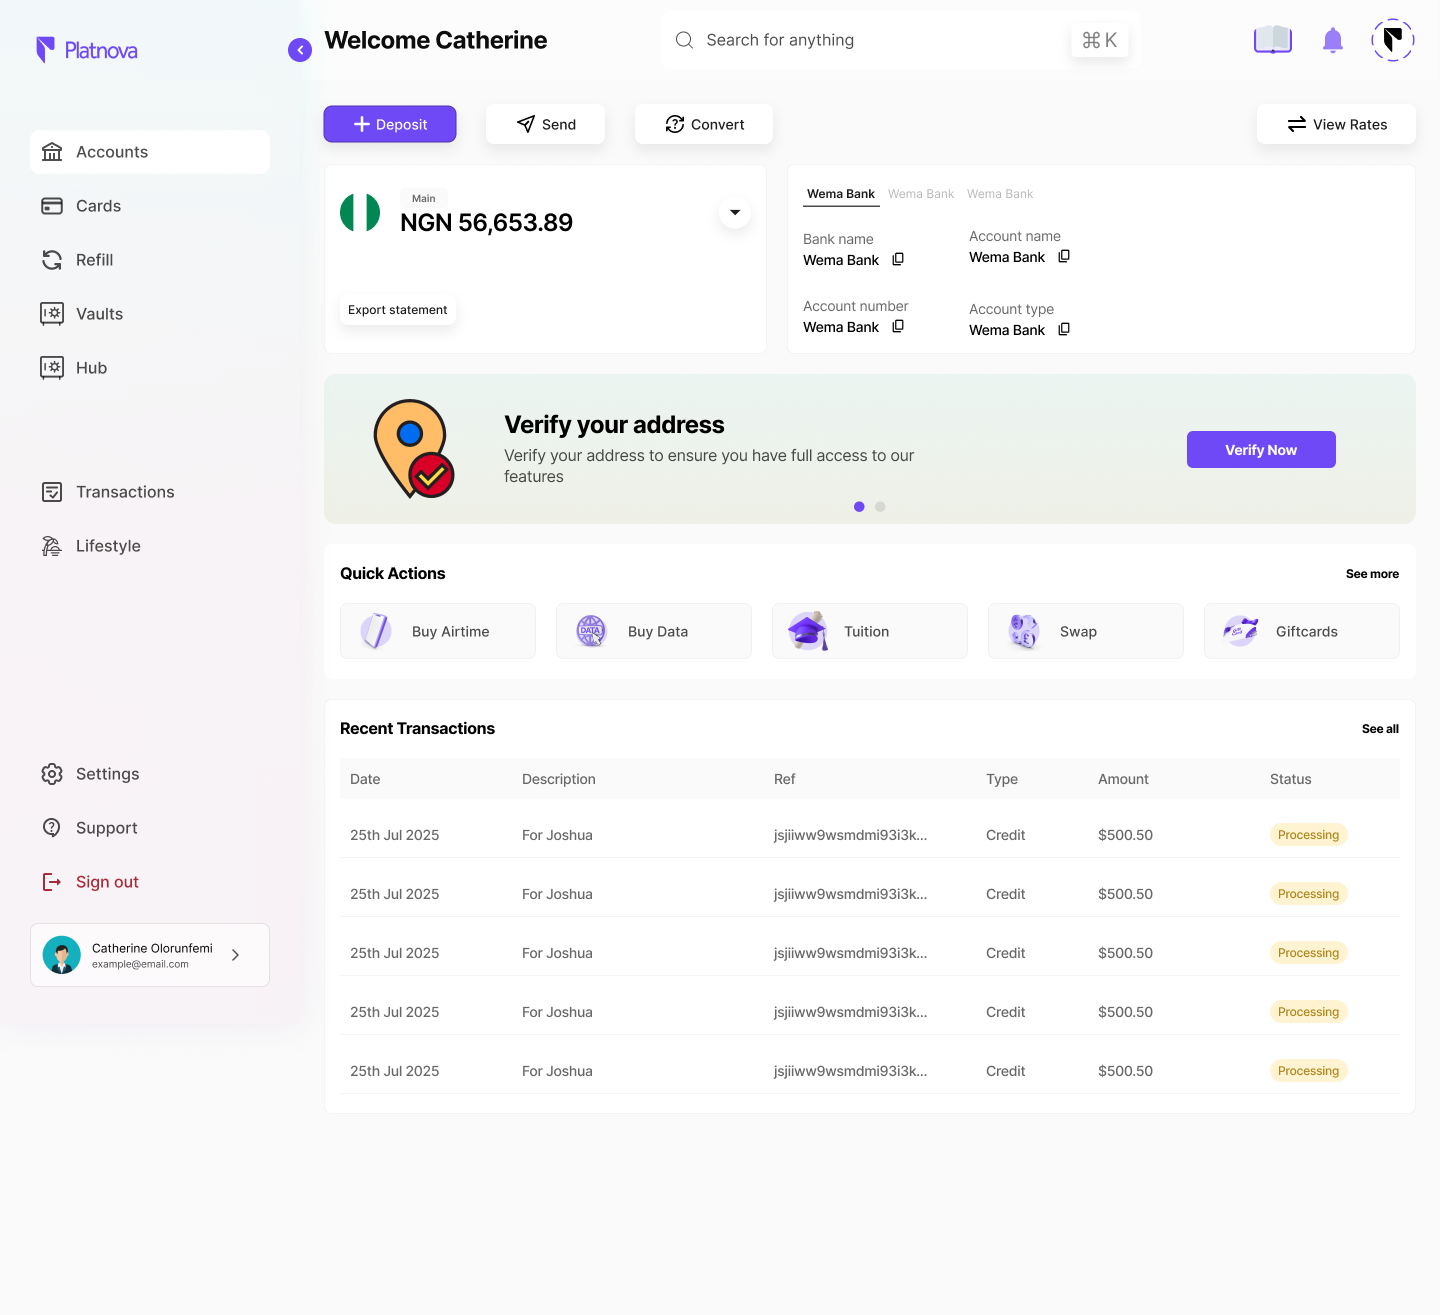 Platnova
Welcome Catherine
Search for anything
⌘ K
Accounts
Cards
Refill
Vaults
Hub
Transactions
Lifestyle
Settings
Support
Sign out
Catherine Olorunfemi
example@email.com
Deposit
Send
Convert
View Rates
Main
NGN 56,653.89
Export statement
Wema Bank Wema Bank Wema Bank
Bank name
Wema Bank
Account name
Wema Bank
Account number
Wema Bank
Account type
Wema Bank
Verify your address
Verify your address to ensure you have full access to our
features
Verify Now
Quick Actions
See more
Buy Airtime
DATA
Buy Data
Tuition
Swap
Giftcards
Recent Transactions
See all
Date Description Ref Type Amount Status
25th Jul 2025 For Joshua jsjiiww9wsmdmi93i3k... Credit $500.50 Processing
25th Jul 2025 For Joshua jsjiiww9wsmdmi93i3k... Credit $500.50 Processing
25th Jul 2025 For Joshua jsjiiww9wsmdmi93i3k... Credit $500.50 Processing
25th Jul 2025 For Joshua jsjiiww9wsmdmi93i3k... Credit $500.50 Processing
25th Jul 2025 For Joshua jsjiiww9wsmdmi93i3k... Credit $500.50 Processing